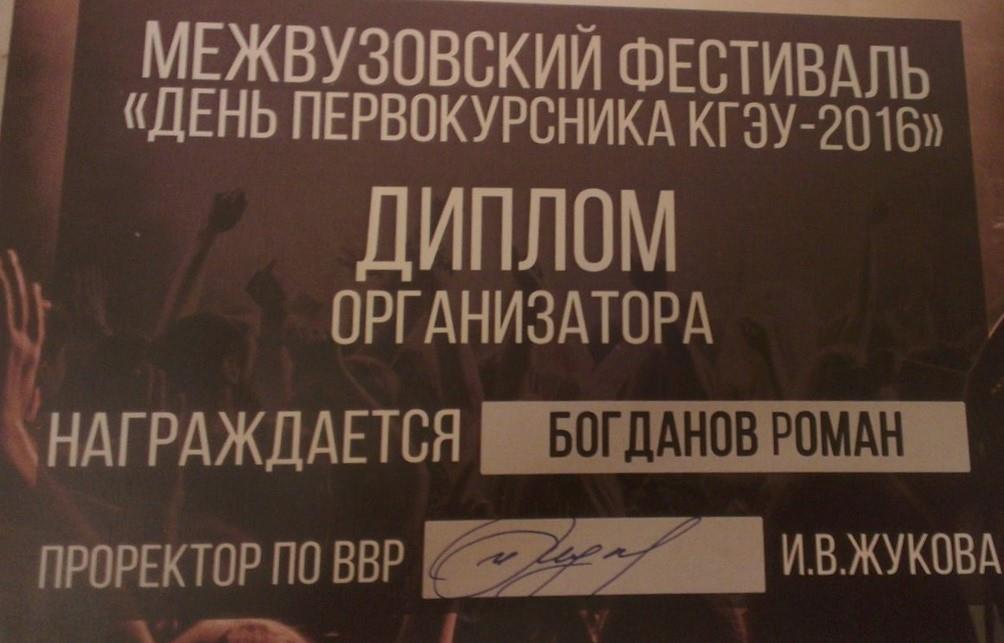 МЕЖВУЗОВСКИЙ ФЕСТИВАЛЬ
«ДЕНЬ ПЕРВОКУРСНИКА КГЭУ-2016»
ДИПЛОМ
ОРГАНИЗАТОРА
НАГРАЖДАЕТСЯ БОГДАНОВ РОМАН
ПРОРЕКТОР ПО ВВР И.В.ЖУКОВА